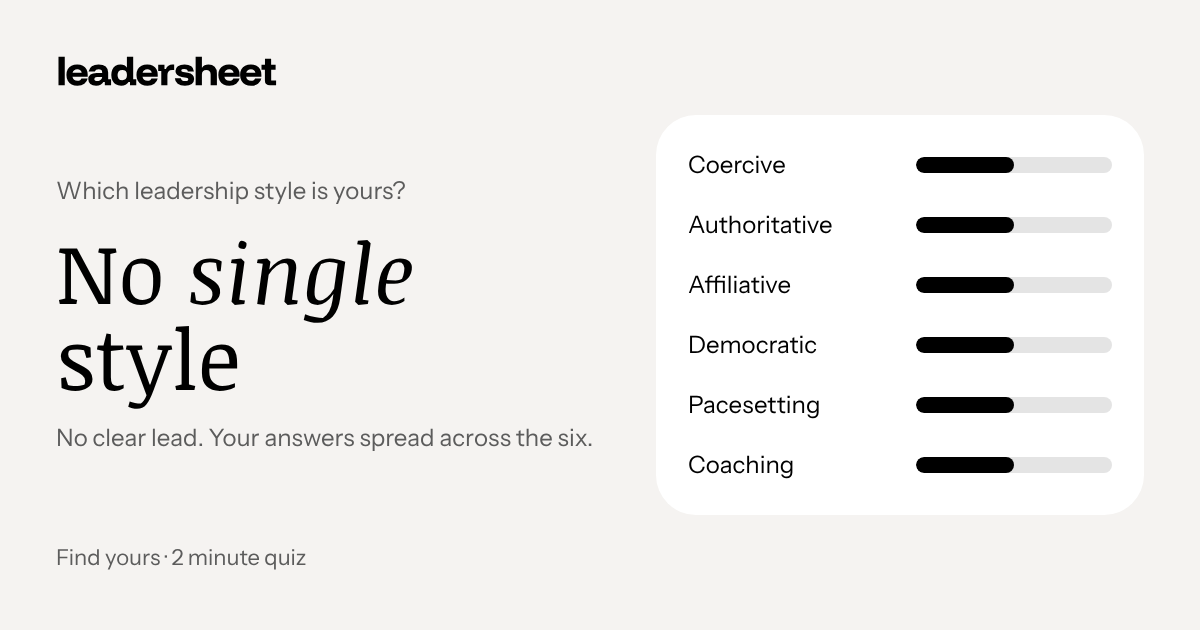 leadersheet
Which leadership style is yours?
No single
style
No clear lead. Your answers spread across the six.
Find yours · 2 minute quiz
Coercive
Authoritative
Affiliative
Democratic
Pacesetting
Coaching